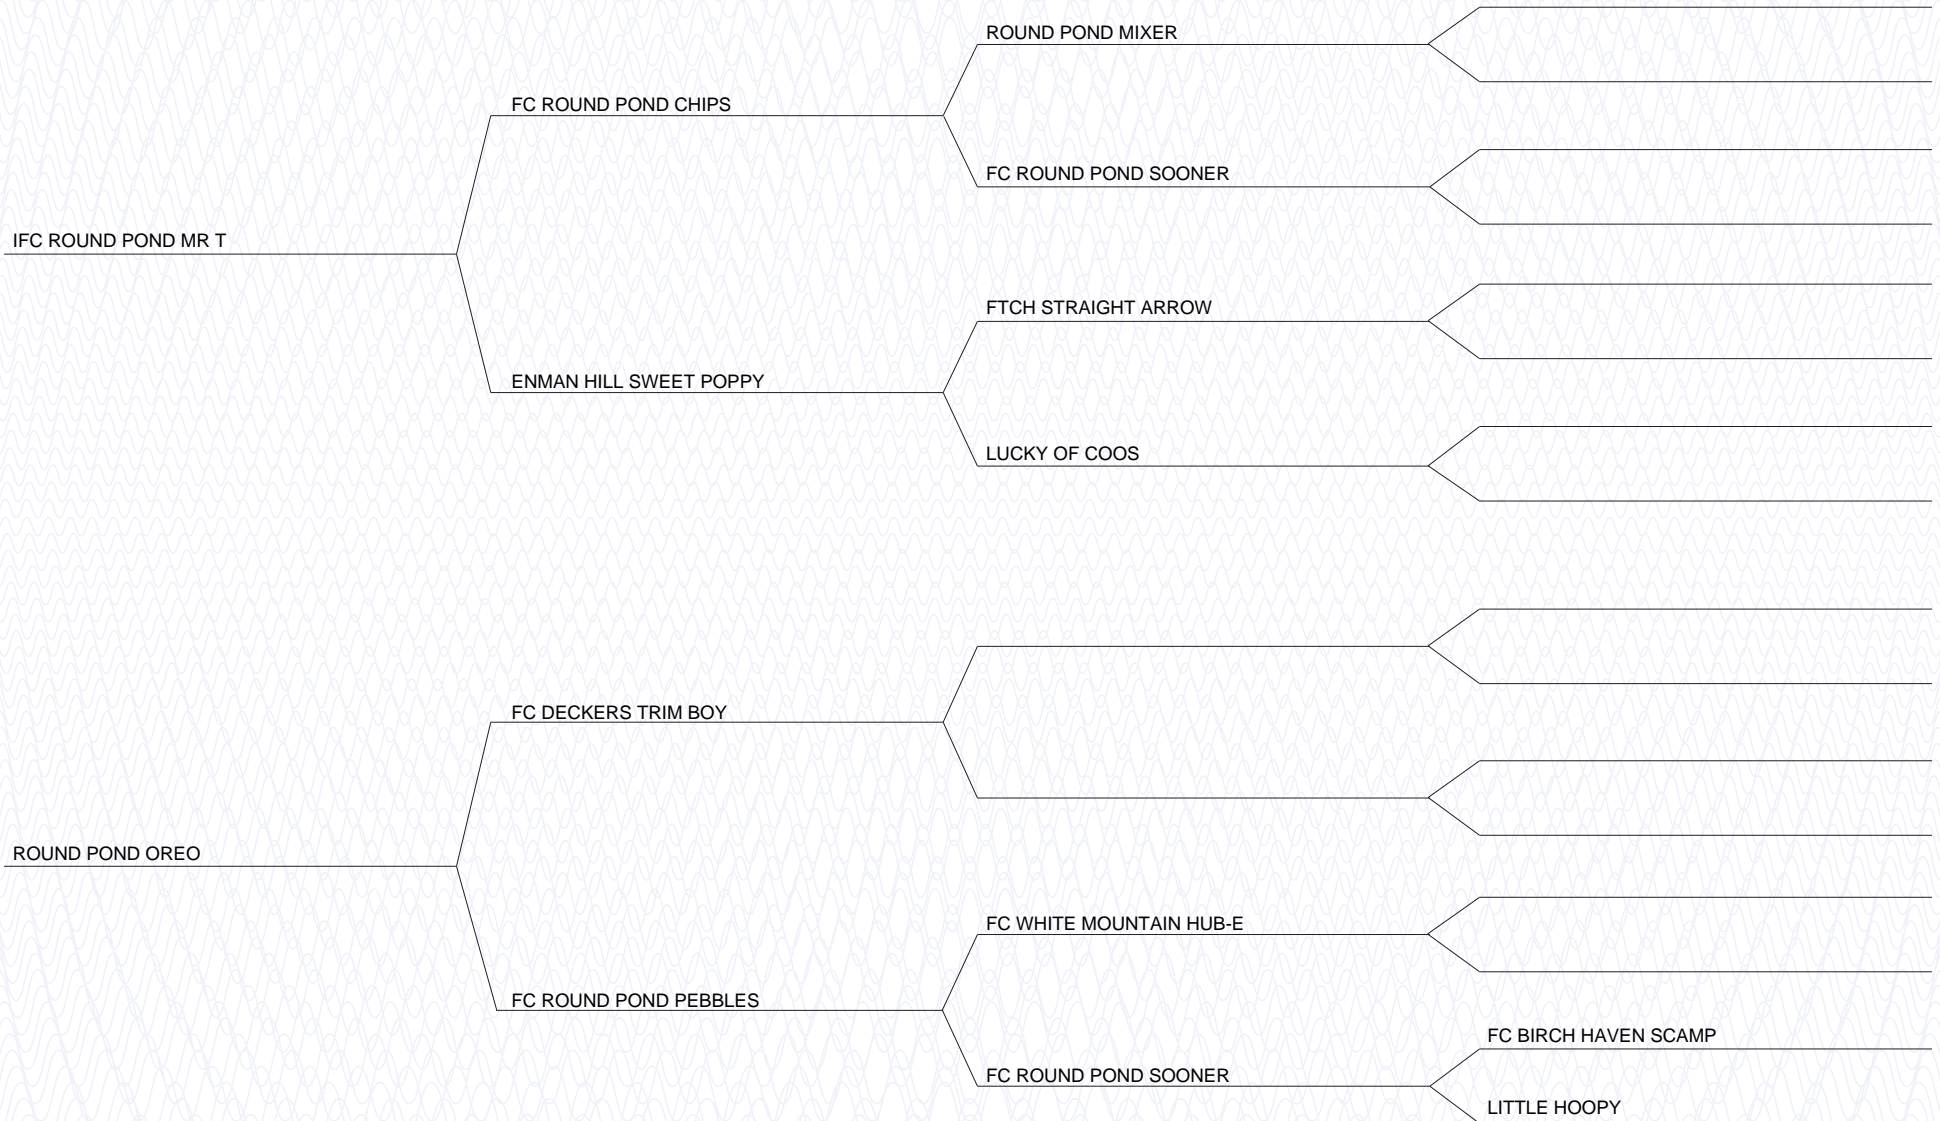 ROUND POND MIXER
FC ROUND POND CHIPS
FC ROUND POND SOONER
IFC ROUND POND MR T
FTCH STRAIGHT ARROW
ENMAN HILL SWEET POPPY
LUCKY OF COOS
FC DECKERS TRIM BOY
ROUND POND OREO
FC WHITE MOUNTAIN HUB-E
FC ROUND POND PEBBLES
FC BIRCH HAVEN SCAMP
FC ROUND POND SOONER
LITTLE HOOPY